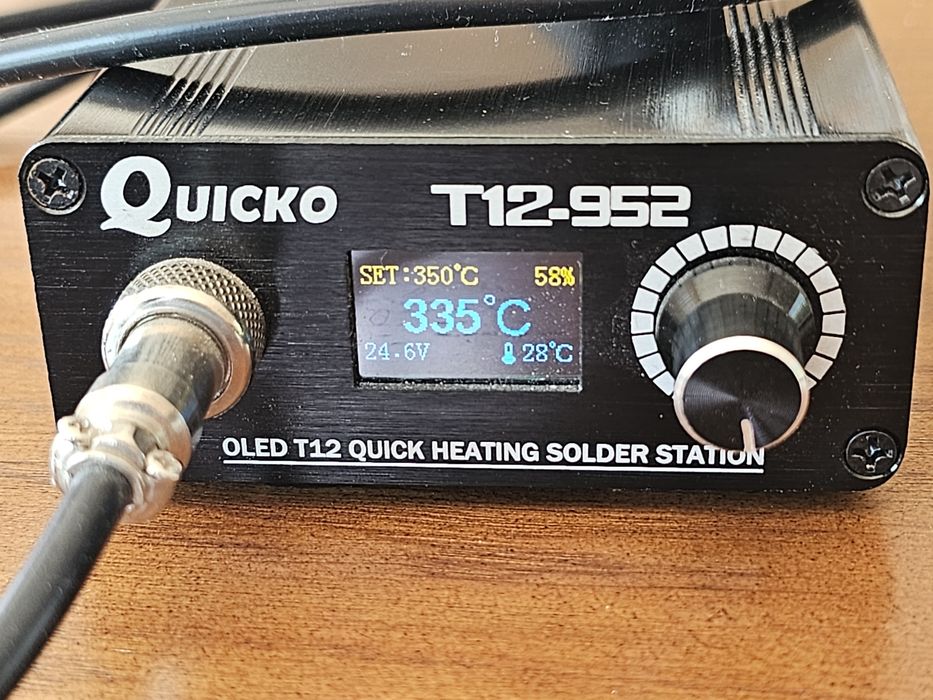 QUICKO T12-952
SET:350°C 58%
335°C
24.6V 28°C
OLED T12 QUICK HEATING SOLDER STATION